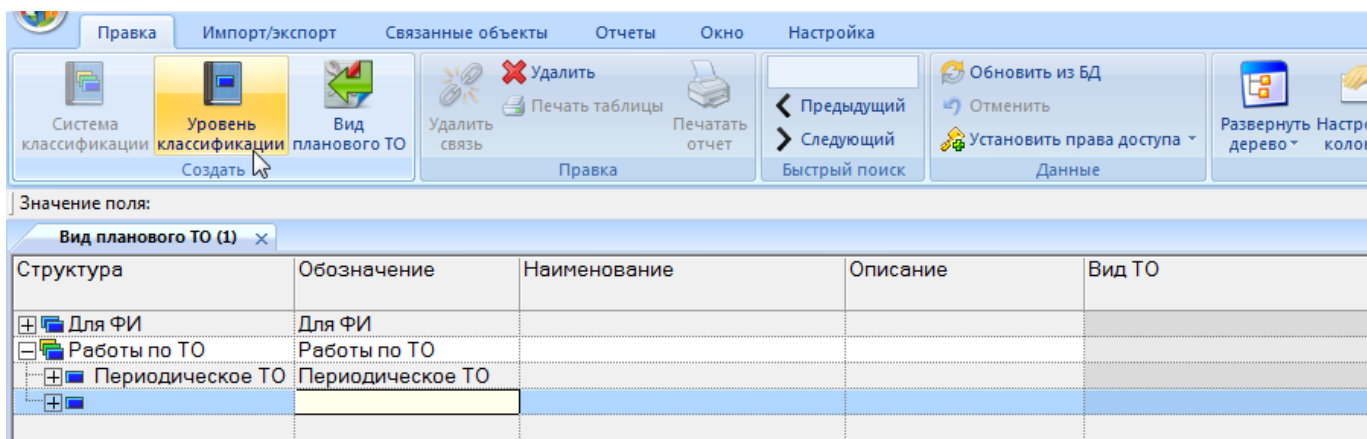 Правка Импорт/экспорт Связанные объекты Отчеты Окно Настройка
Система классификации
Уровень классификации
Вид планового ТО
Создать
Удалить связь
Удалить
Печать таблицы
Печатать отчет
Правка
Предыдущий
Следующий
Быстрый поиск
Обновить из БД
Отменить
Установить права доступа
Данные
Развернуть дерево
Значение поля:
Вид планового ТО (1)
Структура Обозначение Наименование Описание Вид ТО
Для ФИ Для ФИ
Работы по ТО Работы по ТО
Периодическое ТО Периодическое ТО